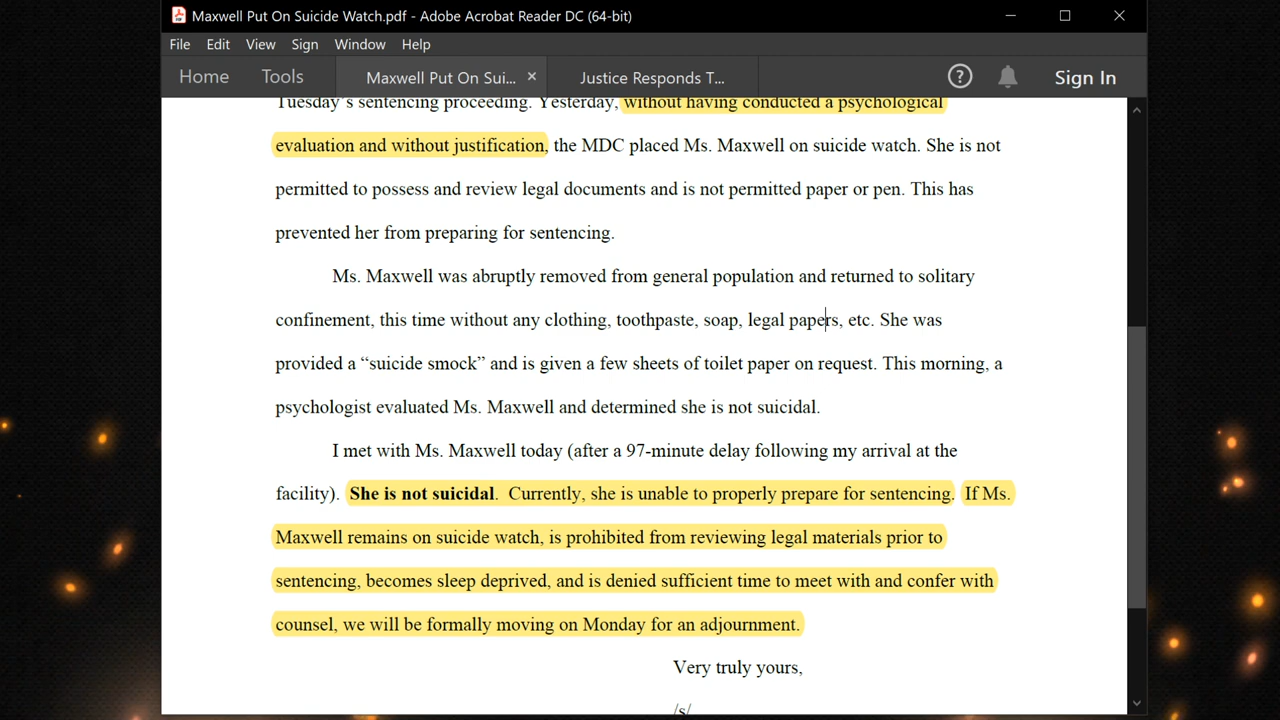 Maxwell Put On Suicide Watch.pdf - Adobe Acrobat Reader DC (64-bit)
File Edit View Sign Window Help
Home Tools Maxwell Put On Sui... × Justice Responds T... ? Sign In
Tuesday's sentencing proceeding. Yesterday, without having conducted a psychological
evaluation and without justification, the MDC placed Ms. Maxwell on suicide watch. She is not
permitted to possess and review legal documents and is not permitted paper or pen. This has
prevented her from preparing for sentencing.
Ms. Maxwell was abruptly removed from general population and returned to solitary
confinement, this time without any clothing, toothpaste, soap, legal papers, etc. She was
provided a “suicide smock” and is given a few sheets of toilet paper on request. This morning, a
psychologist evaluated Ms. Maxwell and determined she is not suicidal.
I met with Ms. Maxwell today (after a 97-minute delay following my arrival at the
facility). She is not suicidal. Currently, she is unable to properly prepare for sentencing. If Ms.
Maxwell remains on suicide watch, is prohibited from reviewing legal materials prior to
sentencing, becomes sleep deprived, and is denied sufficient time to meet with and confer with
counsel, we will be formally moving on Monday for an adjournment.
Very truly yours,
/s/